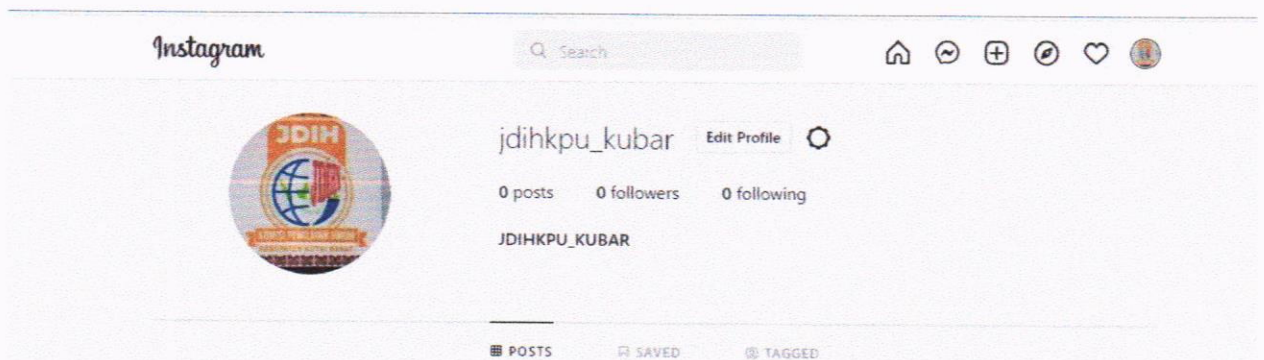 Instagram
Search
JDIH
jdihkpu_kubar Edit Profile
0 posts 0 followers 0 following
JDIHKPU_KUBAR
POSTS SAVED TAGGED